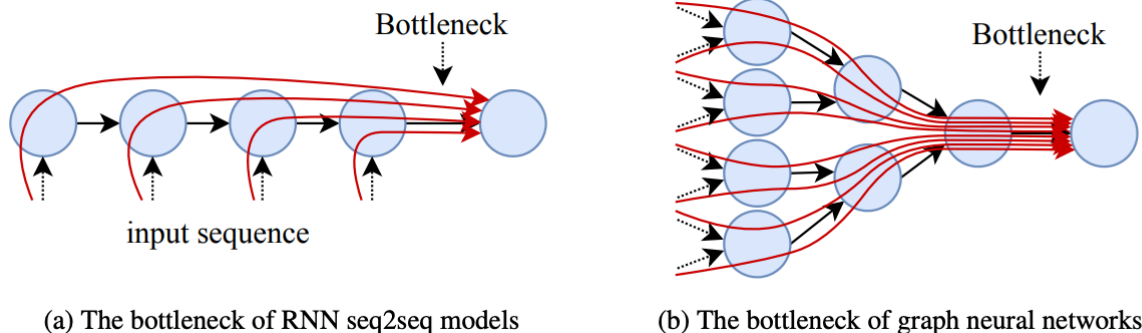 Bottleneck
input sequence
(a) The bottleneck of RNN seq2seq models
Bottleneck
(b) The bottleneck of graph neural networks